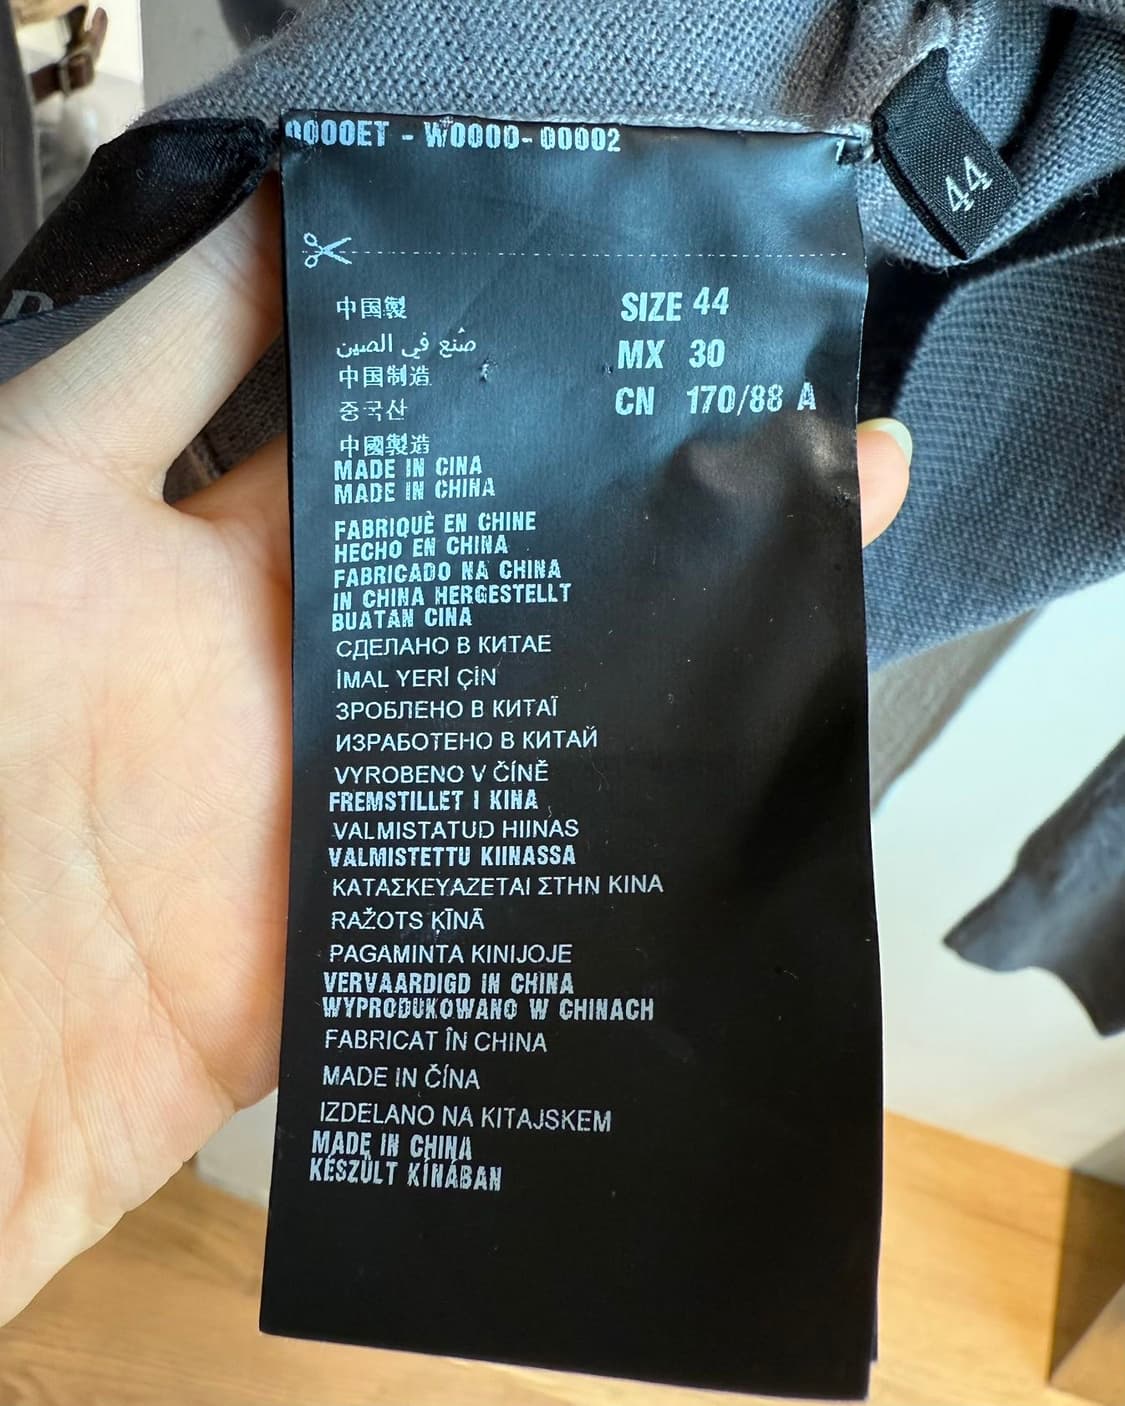 0000ET - W0000-00002
1
44
中国製
صُنع في الصين
中国制造
중국산
中國製造
MADE IN CINA
MADE IN CHINA
FABRIQUÈ EN CHINE
HECHO EN CHINA
FABRICADO NA CHINA
IN CHINA HERGESTELLT
BUATAN CINA
СДЕЛАНО В КИТАЕ
İMAL YERİ ÇİN
ЗРОБЛЕНО В КИТАЇ
ИЗРАБОТЕНО В КИТАЙ
VYROBENO V ČÍNĚ
FREMSTILLET I KINA
VALMISTATUD HIINAS
VALMISTETTU KIINASSA
ΚΑΤΑΣΚΕΥΑΖΕΤΑΙ ΣΤΗΝ ΚΙΝΑ
RAŽOTS ĶĪNĀ
PAGAMINTA KINIJOJE
VERVAARDIGD IN CHINA
WYPRODUKOWANO W CHINACH
FABRICAT ÎN CHINA
MADE IN ČÍNA
IZDELANO NA KITAJSKEM
MADE IN CHINA
KÉSZÜLT KÍNÁBAN
SIZE 44
MX 30
CN 170/88 A